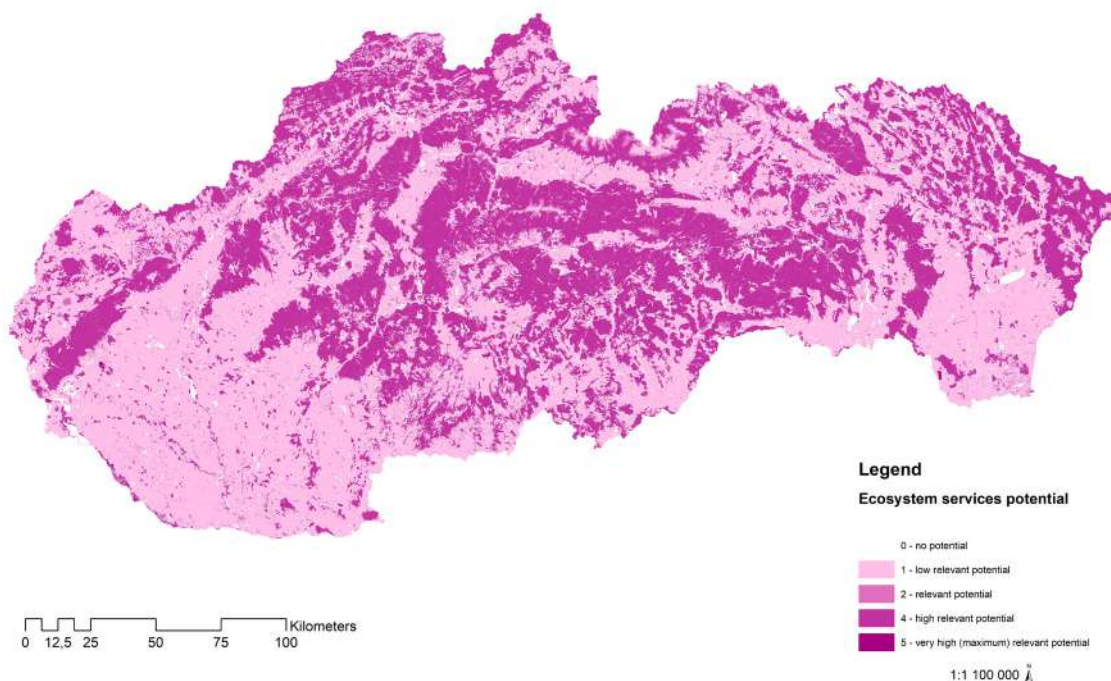 Legend
Ecosystem services potential
0 - no potential
1 - low relevant potential
2 - relevant potential
4 - high relevant potential
5 - very high (maximum) relevant potential
Kilometers
0 12,5 25 50 75 100
1:1 100 000 N